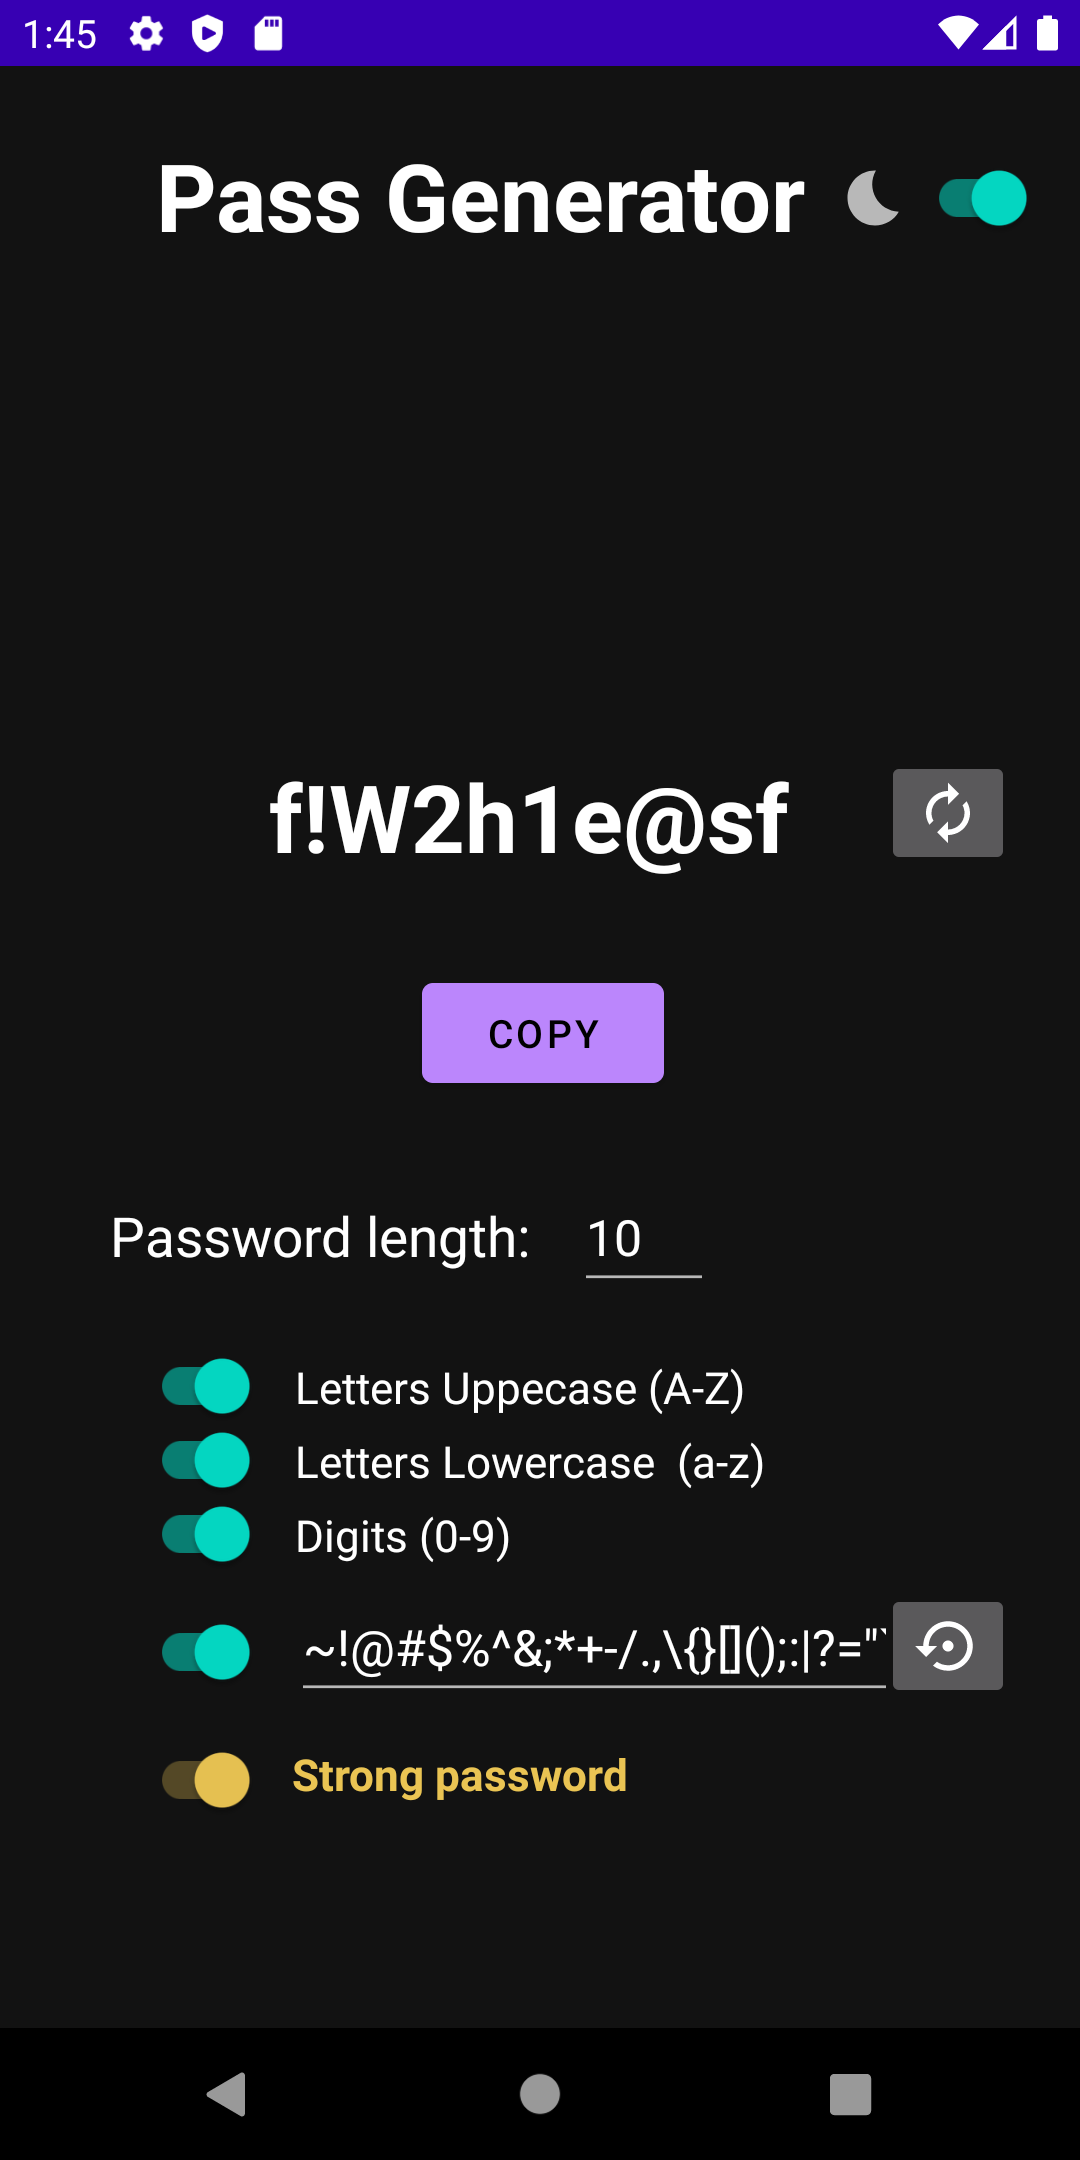 1:45
Pass Generator
f!W2h1e@sf
COPY
Password length: 10
Letters Uppecase (A-Z)
Letters Lowercase  (a-z)
Digits (0-9)
~!@#$%^&;*+-/.,\{}[]();:|?="`
Strong password